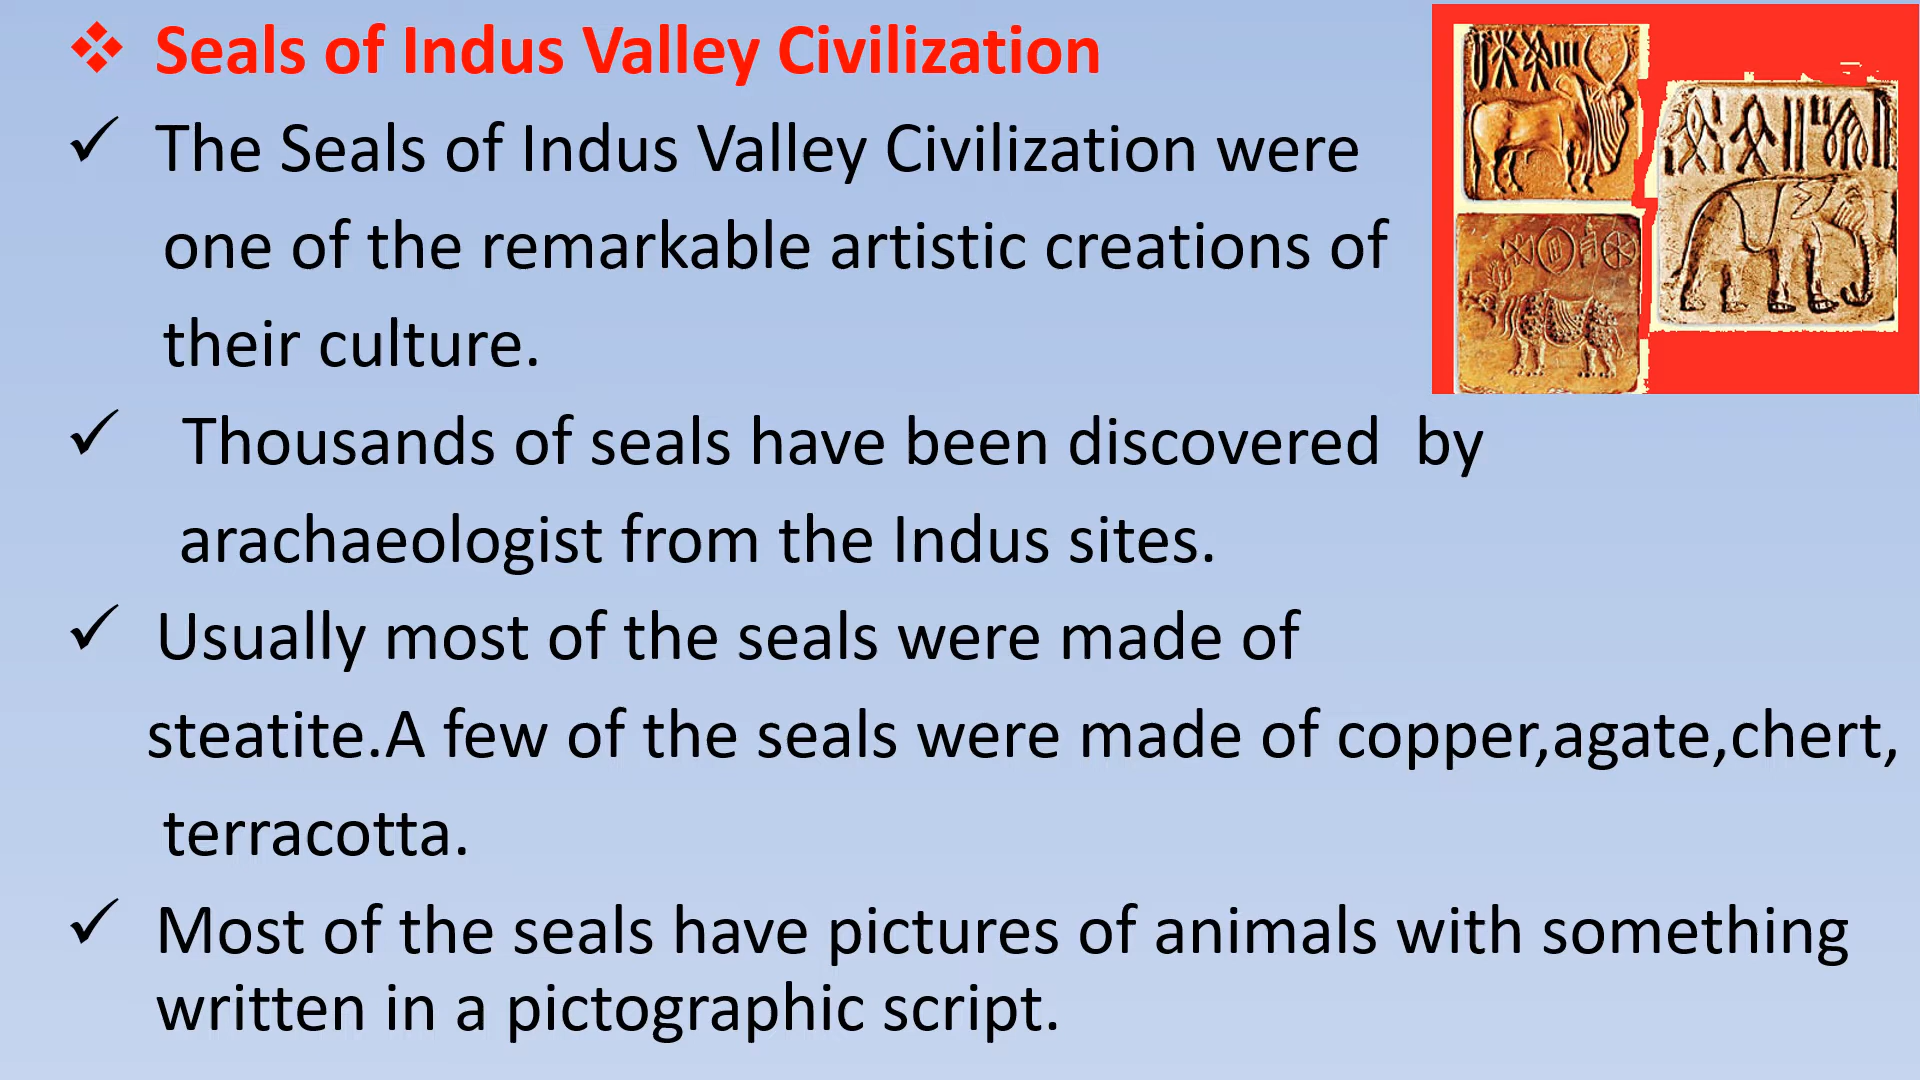 Seals of Indus Valley Civilization
The Seals of Indus Valley Civilization were
one of the remarkable artistic creations of
their culture.
Thousands of seals have been discovered by
arachaeologist from the Indus sites.
Usually most of the seals were made of
steatite.A few of the seals were made of copper,agate,chert,
terracotta.
Most of the seals have pictures of animals with something
written in a pictographic script.